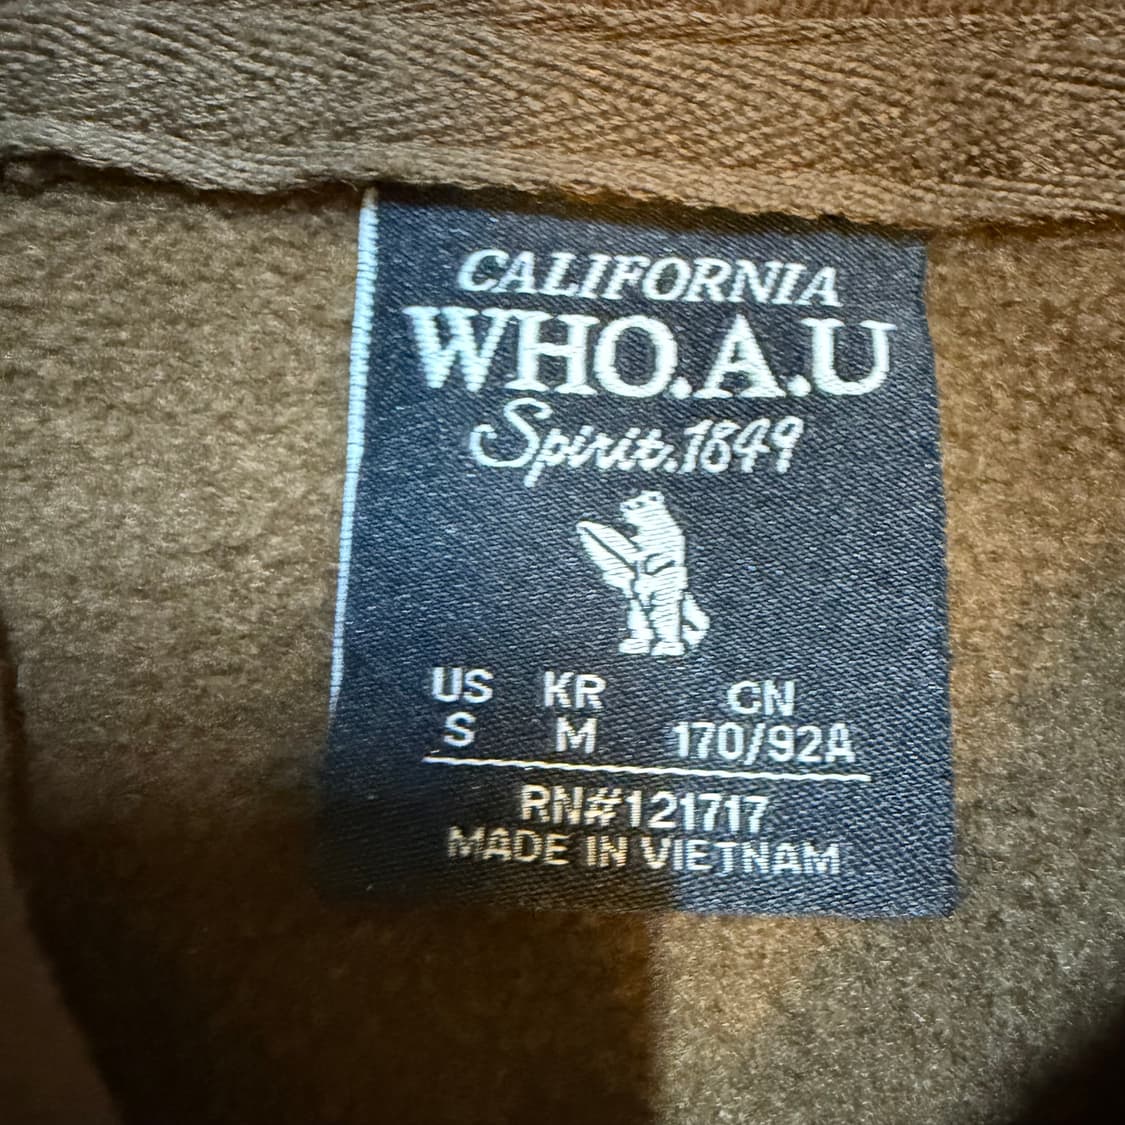 CALIFORNIA
WHO.A.U
Spirit.1849
US KR CN
S M 170/92A
RN#121717
MADE IN VIETNAM